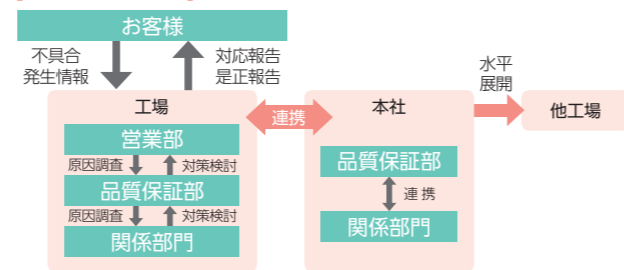 お客様
不具合
発生情報
対応報告
是正報告
工場
営業部
原因調査
対策検討
品質保証部
原因調査
対策検討
関係部門
連携
本社
品質保証部
連携
関係部門
水平
展開
他工場